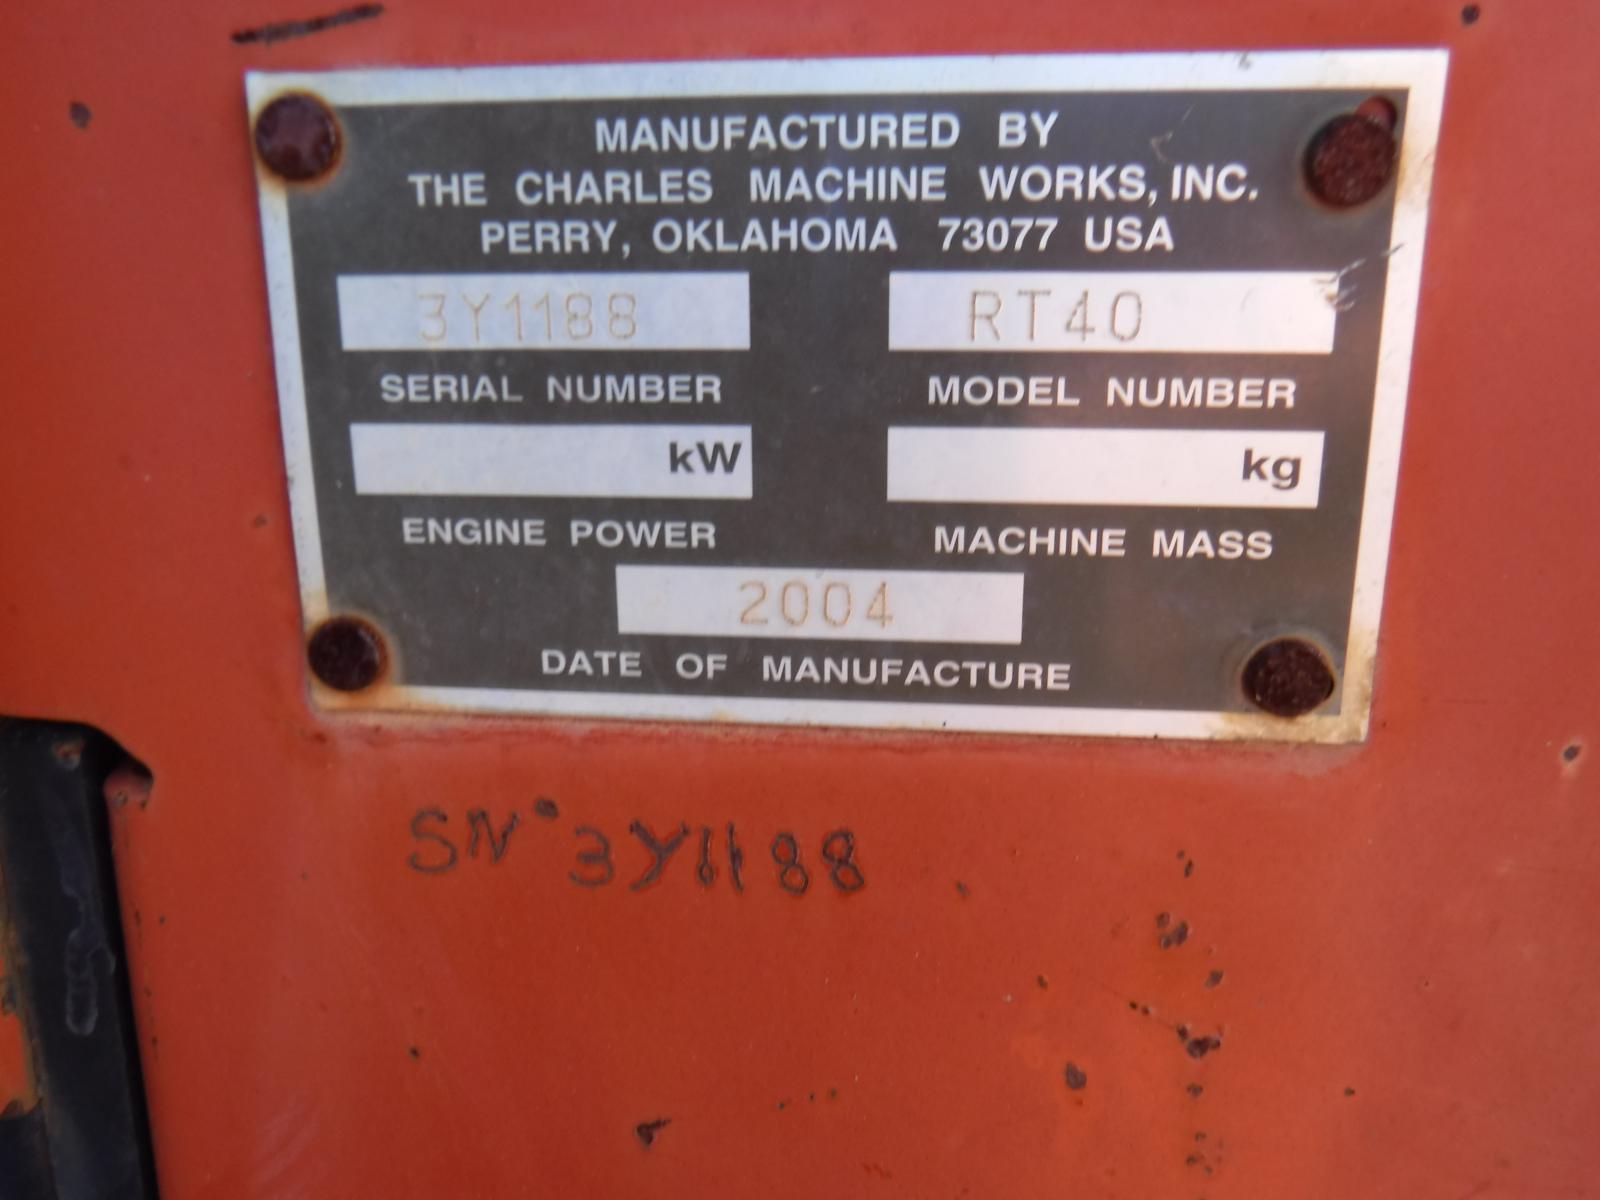 MANUFACTURED BY
THE CHARLES MACHINE WORKS, INC.
PERRY, OKLAHOMA 73077 USA
3Y1188 RT40
SERIAL NUMBER MODEL NUMBER
kW kg
ENGINE POWER MACHINE MASS
2004
DATE OF MANUFACTURE
SN° 3Y1188